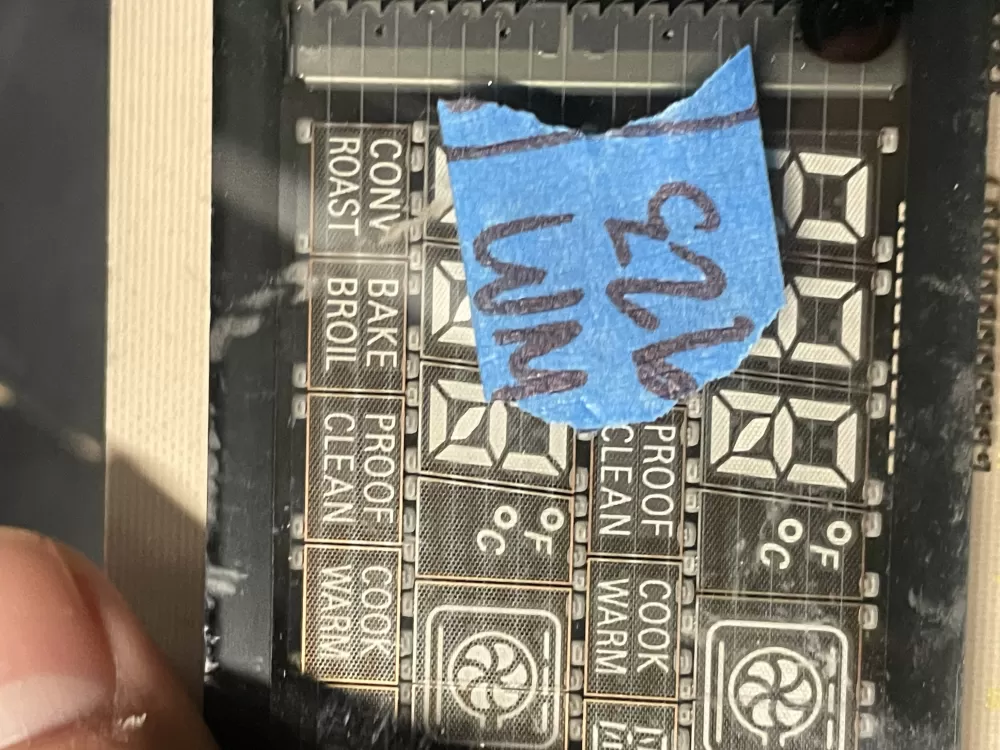 °F
°C
PROOF COOK
CLEAN WARM
°F
°C
CONV BAKE PROOF COOK
ROAST BROIL CLEAN WARM